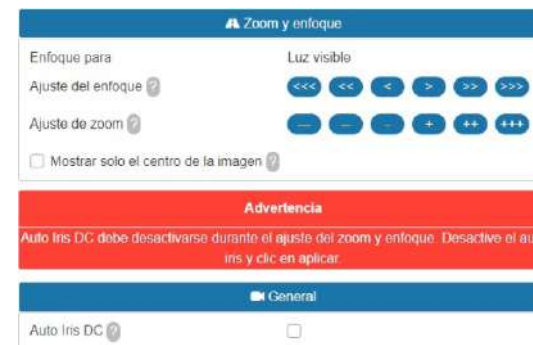 Zoom y enfoque
Enfoque para Luz visible
Ajuste del enfoque ? <<< << < > >> >>>
Ajuste de zoom ? --- -- - + ++ +++
Mostrar solo el centro de la imagen ?
Advertencia
Auto Iris DC debe desactivarse durante el ajuste del zoom y enfoque. Desactive el au
iris y clic en aplicar.
General
Auto Iris DC ?